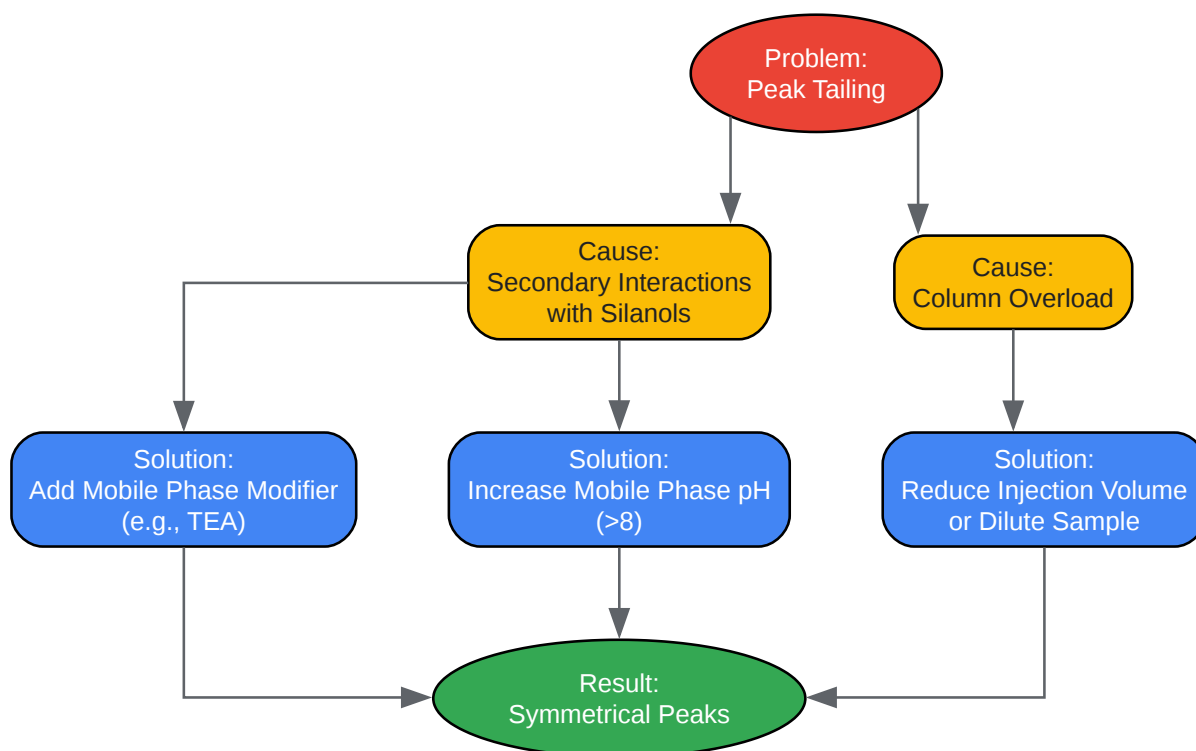 Problem:
Peak Tailing
Cause:
Secondary Interactions
with Silanols
Cause:
Column Overload
Solution:
Add Mobile Phase Modifier
(e.g., TEA)
Solution:
Increase Mobile Phase pH
(>8)
Solution:
Reduce Injection Volume
or Dilute Sample
Result:
Symmetrical Peaks